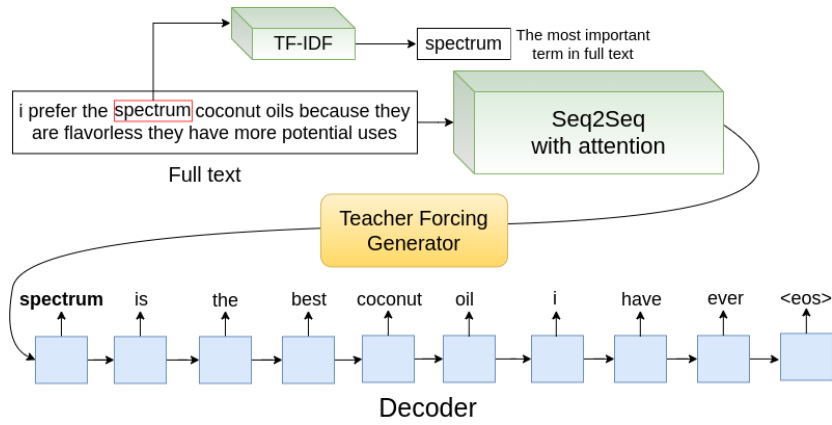 TF-IDF
spectrum
The most important
term in full text
i prefer the spectrum coconut oils because they
are flavorless they have more potential uses
Full text
Seq2Seq
with attention
Teacher Forcing
Generator
spectrum is the best coconut oil i have ever <eos>
Decoder